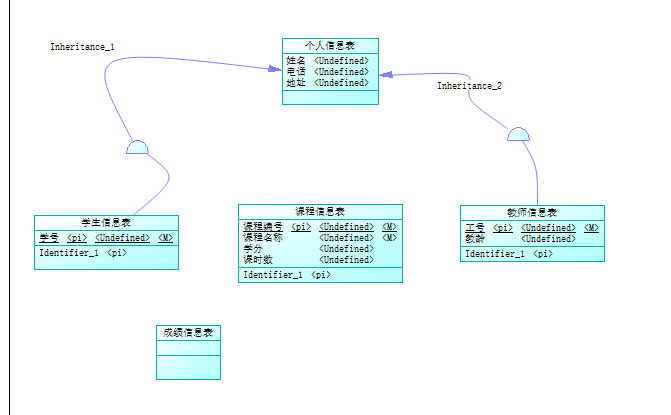 Inheritance_1
个人信息表
姓名 <Undefined>
电话 <Undefined>
地址 <Undefined>
Inheritance_2
学生信息表
学号 <pi> <Undefined> <M>
Identifier_1 <pi>
课程信息表
课程编号 <pi> <Undefined> <M>
课程名称 <Undefined> <M>
学分 <Undefined>
课时数 <Undefined>
Identifier_1 <pi>
教师信息表
工号 <pi> <Undefined> <M>
教龄 <Undefined>
Identifier_1 <pi>
成绩信息表